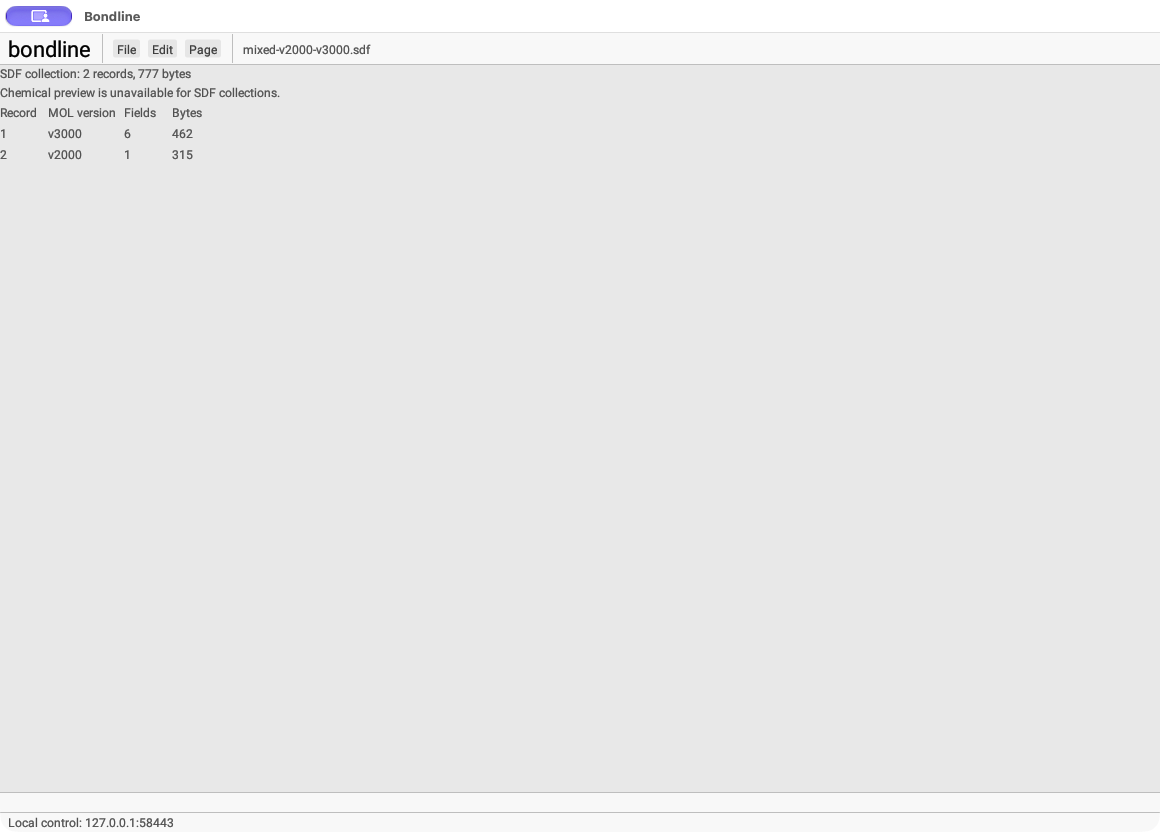 Bondline
bondline File Edit Page mixed-v2000-v3000.sdf
SDF collection: 2 records, 777 bytes
Chemical preview is unavailable for SDF collections.
Record MOL version Fields Bytes
1 v3000 6 462
2 v2000 1 315
Local control: 127.0.0.1:58443